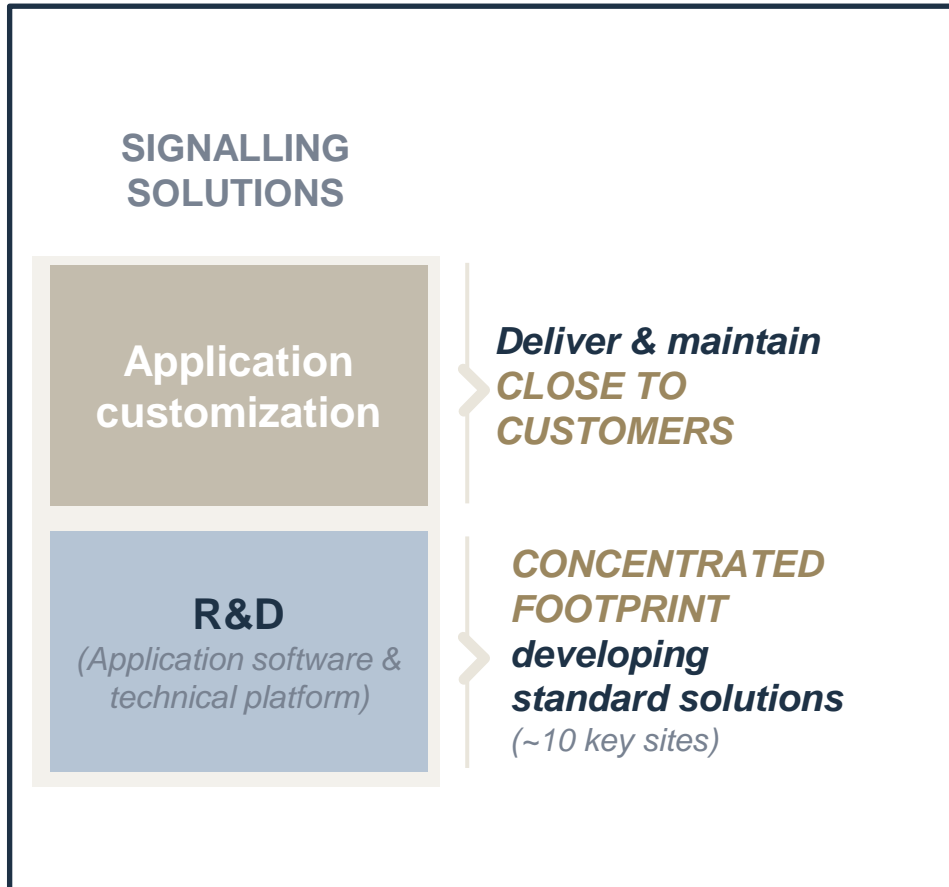 SIGNALLING
SOLUTIONS
Application
customization
Deliver & maintain
CLOSE TO
CUSTOMERS
R&D
(Application software &
technical platform)
CONCENTRATED
FOOTPRINT
developing
standard solutions
(~10 key sites)